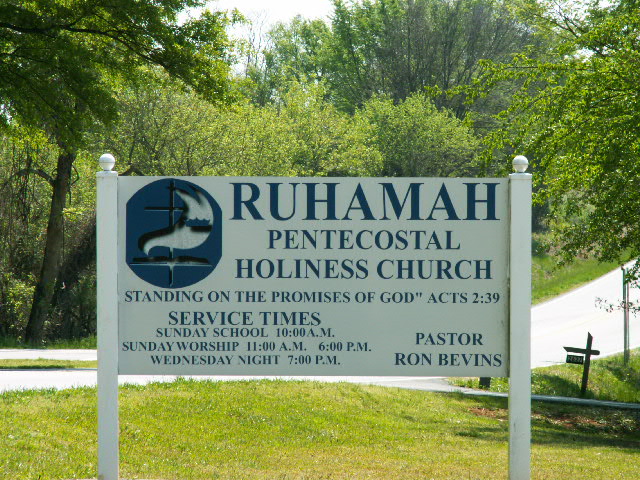 RUHAMAH
PENTECOSTAL
HOLINESS CHURCH
STANDING ON THE PROMISES OF GOD" ACTS 2:39
SERVICE TIMES
SUNDAY SCHOOL 10:00 A.M.
SUNDAY WORSHIP 11:00 A.M. 6:00 P.M.
WEDNESDAY NIGHT 7:00 P.M.
PASTOR
RON BEVINS